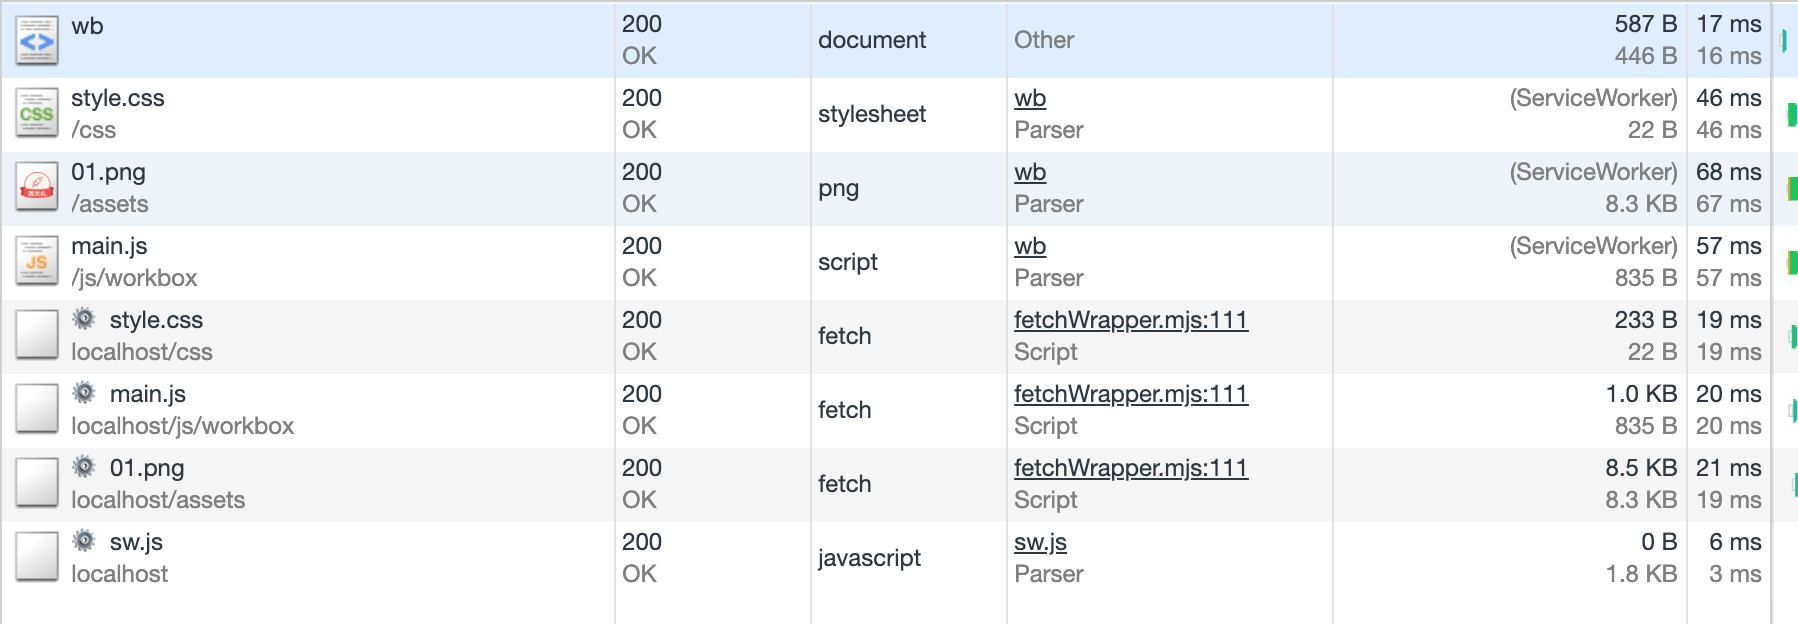 wb 200 OK document Other 587 B 446 B 17 ms 16 ms
style.css /css 200 OK stylesheet wb Parser (ServiceWorker) 22 B 46 ms 46 ms
01.png /assets 200 OK png wb Parser (ServiceWorker) 8.3 KB 68 ms 67 ms
main.js /js/workbox 200 OK script wb Parser (ServiceWorker) 835 B 57 ms 57 ms
style.css localhost/css 200 OK fetch fetchWrapper.mjs:111 Script 233 B 22 B 19 ms 19 ms
main.js localhost/js/workbox 200 OK fetch fetchWrapper.mjs:111 Script 1.0 KB 835 B 20 ms 20 ms
01.png localhost/assets 200 OK fetch fetchWrapper.mjs:111 Script 8.5 KB 8.3 KB 21 ms 19 ms
sw.js localhost 200 OK javascript sw.js Parser 0 B 1.8 KB 6 ms 3 ms
CSS
JS